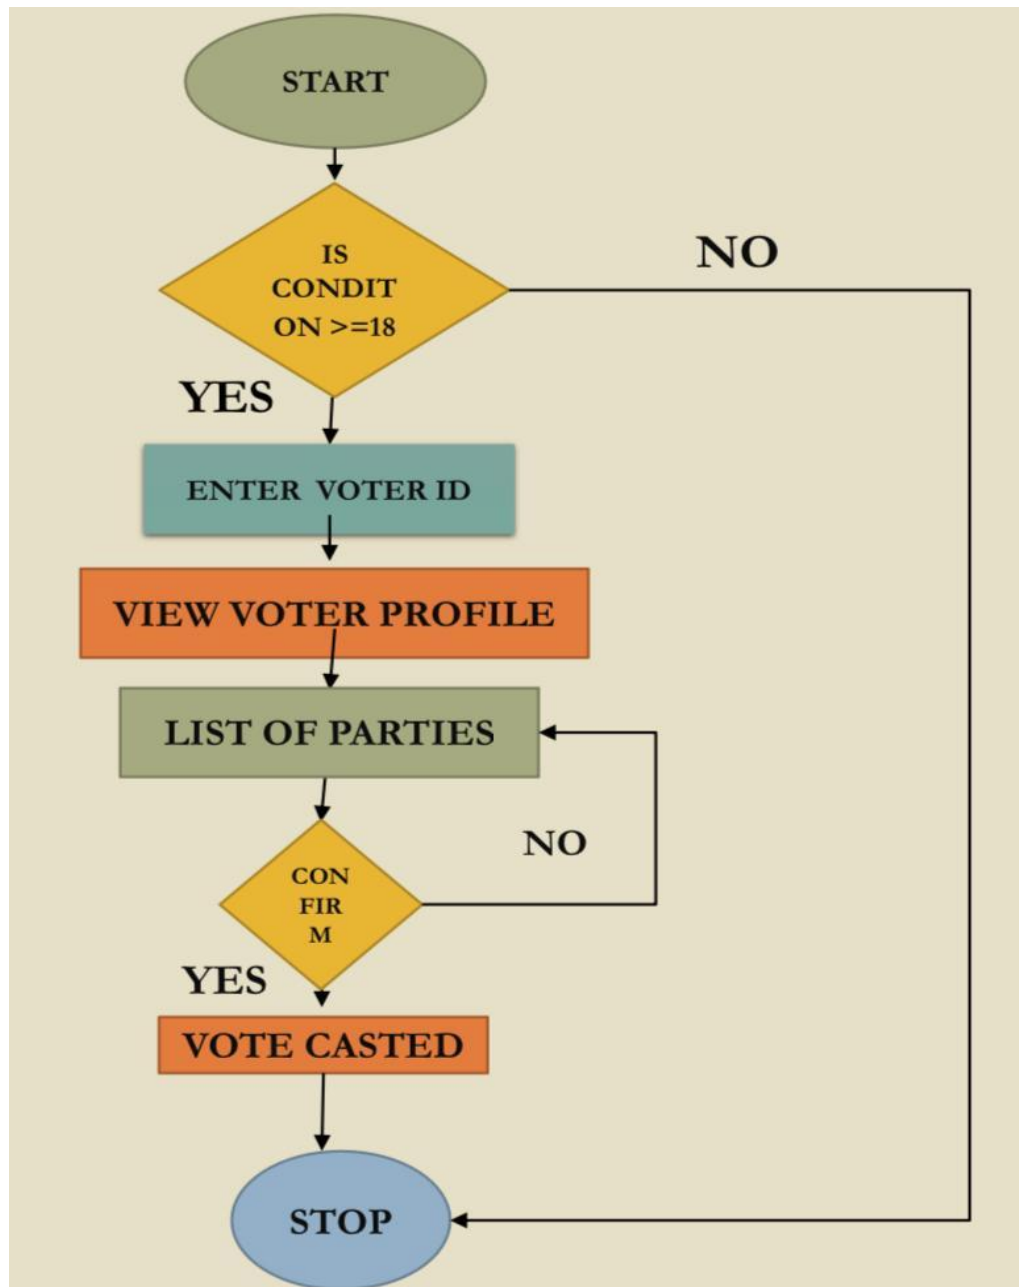 START
IS
CONDIT
ON >=18
NO
YES
ENTER VOTER ID
VIEW VOTER PROFILE
LIST OF PARTIES
NO
CON
FIR
M
YES
VOTE CASTED
STOP